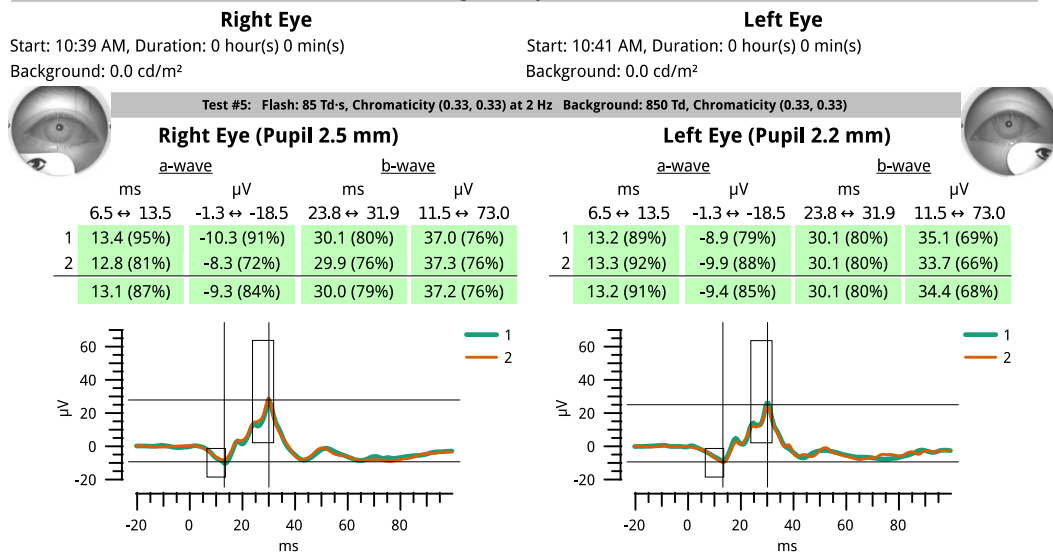 Right Eye
Start: 10:39 AM, Duration: 0 hour(s) 0 min(s)
Background: 0.0 cd/m²
Left Eye
Start: 10:41 AM, Duration: 0 hour(s) 0 min(s)
Background: 0.0 cd/m²
Test #5: Flash: 85 Td·s, Chromaticity (0.33, 0.33) at 2 Hz Background: 850 Td, Chromaticity (0.33, 0.33)
Right Eye (Pupil 2.5 mm)
a-wave b-wave
ms µV ms µV
6.5 ↔ 13.5 -1.3 ↔ -18.5 23.8 ↔ 31.9 11.5 ↔ 73.0
1 13.4 (95%) -10.3 (91%) 30.1 (80%) 37.0 (76%)
2 12.8 (81%) -8.3 (72%) 29.9 (76%) 37.3 (76%)
13.1 (87%) -9.3 (84%) 30.0 (79%) 37.2 (76%)
Left Eye (Pupil 2.2 mm)
a-wave b-wave
ms µV ms µV
6.5 ↔ 13.5 -1.3 ↔ -18.5 23.8 ↔ 31.9 11.5 ↔ 73.0
1 13.2 (89%) -8.9 (79%) 30.1 (80%) 35.1 (69%)
2 13.3 (92%) -9.9 (88%) 30.1 (80%) 33.7 (66%)
13.2 (91%) -9.4 (85%) 30.1 (80%) 34.4 (68%)
60
40
20
0
-20
µV
1
2
-20 0 20 40 60 80
ms
60
40
20
0
-20
µV
1
2
-20 0 20 40 60 80
ms